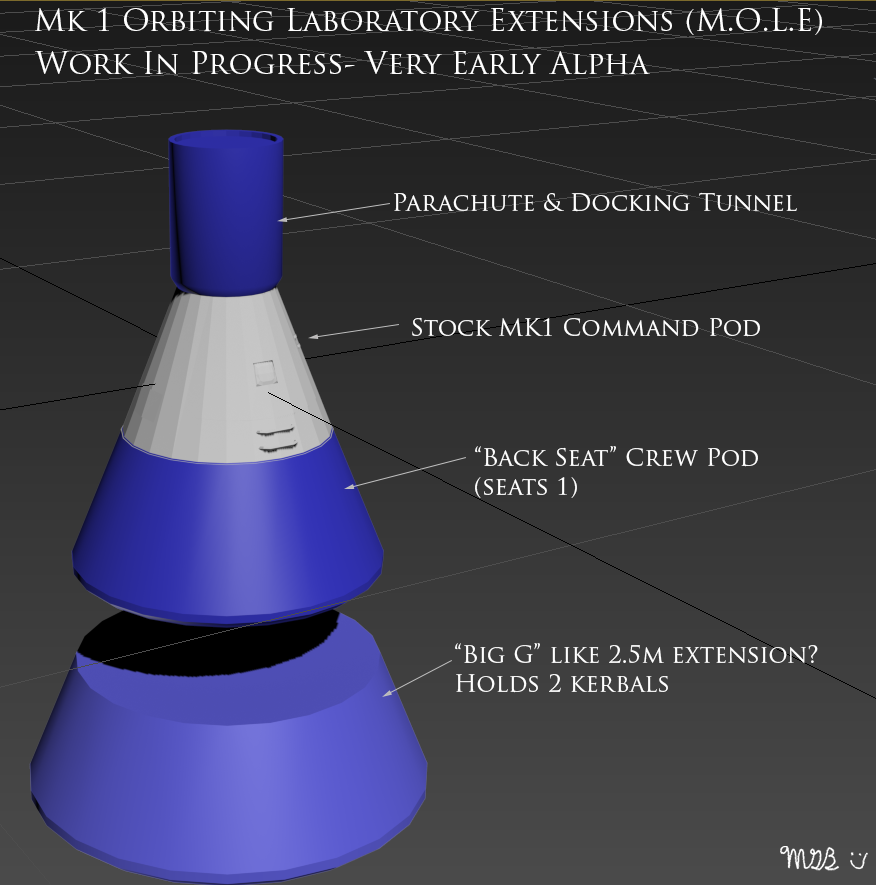 Mk 1 Orbiting Laboratory Extensions (M.O.L.E)
Work In Progress- Very Early Alpha
Parachute & Docking Tunnel
Stock MK1 Command Pod
“Back Seat” Crew Pod
(seats 1)
“Big G” like 2.5m extension?
Holds 2 kerbals
MGB :)